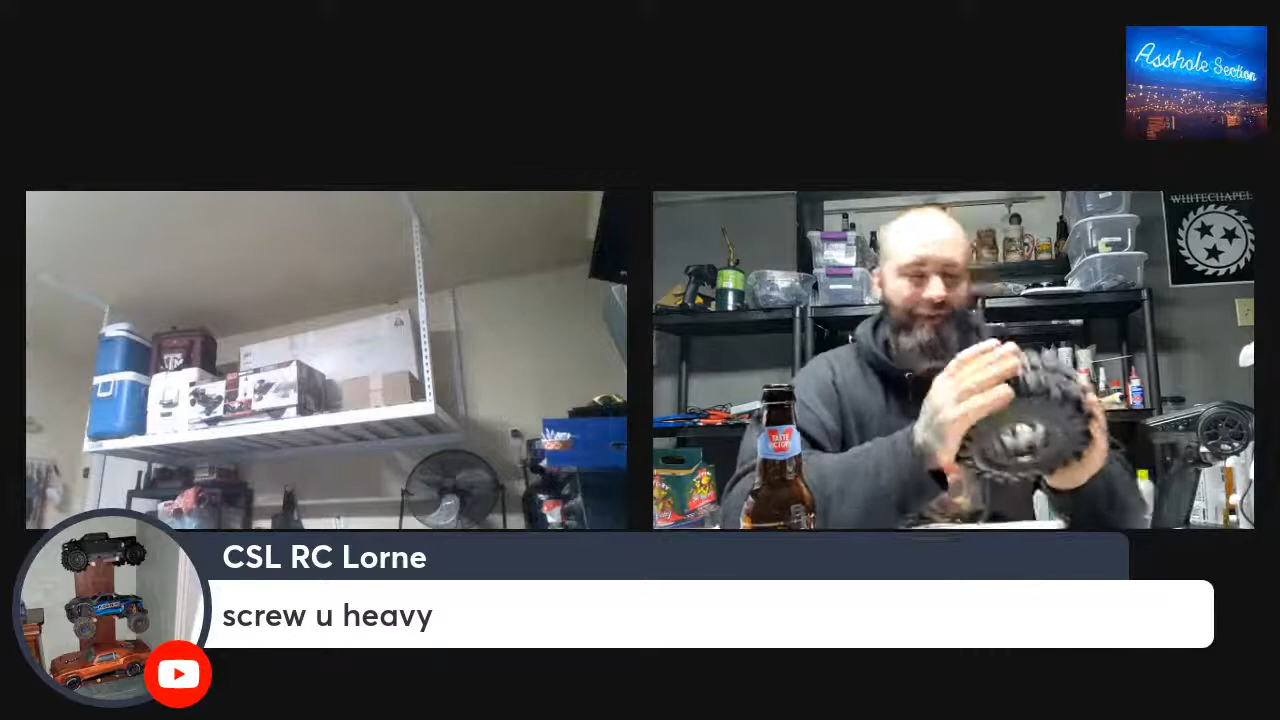 Asshole Section
WHITECHAPEL
TASTE
VICTORY
CSL RC Lorne
screw u heavy